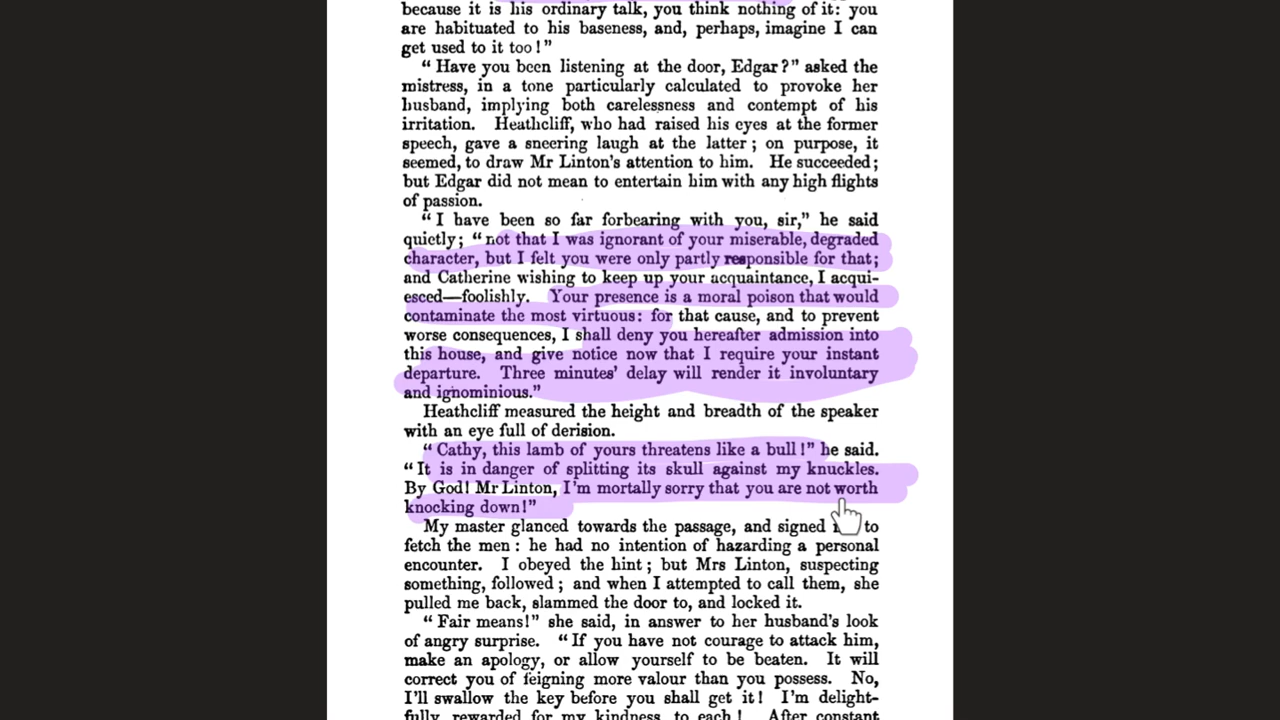 because it is his ordinary talk, you think nothing of it: you
are habituated to his baseness, and, perhaps, imagine I can
get used to it too!”
“Have you been listening at the door, Edgar?” asked the
mistress, in a tone particularly calculated to provoke her
husband, implying both carelessness and contempt of his
irritation. Heathcliff, who had raised his eyes at the former
speech, gave a sneering laugh at the latter; on purpose, it
seemed, to draw Mr Linton's attention to him. He succeeded;
but Edgar did not mean to entertain him with any high flights
of passion.
“I have been so far forbearing with you, sir,” he said
quietly; “not that I was ignorant of your miserable, degraded
character, but I felt you were only partly responsible for that;
and Catherine wishing to keep up your acquaintance, I acqui-
esced—foolishly. Your presence is a moral poison that would
contaminate the most virtuous: for that cause, and to prevent
worse consequences, I shall deny you hereafter admission into
this house, and give notice now that I require your instant
departure. Three minutes' delay will render it involuntary
and ignominious.”
Heathcliff measured the height and breadth of the speaker
with an eye full of derision.
“Cathy, this lamb of yours threatens like a bull!” he said.
“It is in danger of splitting its skull against my knuckles.
By God! Mr Linton, I'm mortally sorry that you are not worth
knocking down!”
My master glanced towards the passage, and signed to
fetch the men: he had no intention of hazarding a personal
encounter. I obeyed the hint; but Mrs Linton, suspecting
something, followed; and when I attempted to call them, she
pulled me back, slammed the door to, and locked it.
“Fair means!” she said, in answer to her husband's look
of angry surprise. “If you have not courage to attack him,
make an apology, or allow yourself to be beaten. It will
correct you of feigning more valour than you possess. No,
I'll swallow the key before you shall get it! I'm delight-
fully rewarded for my kindness to each! After constant